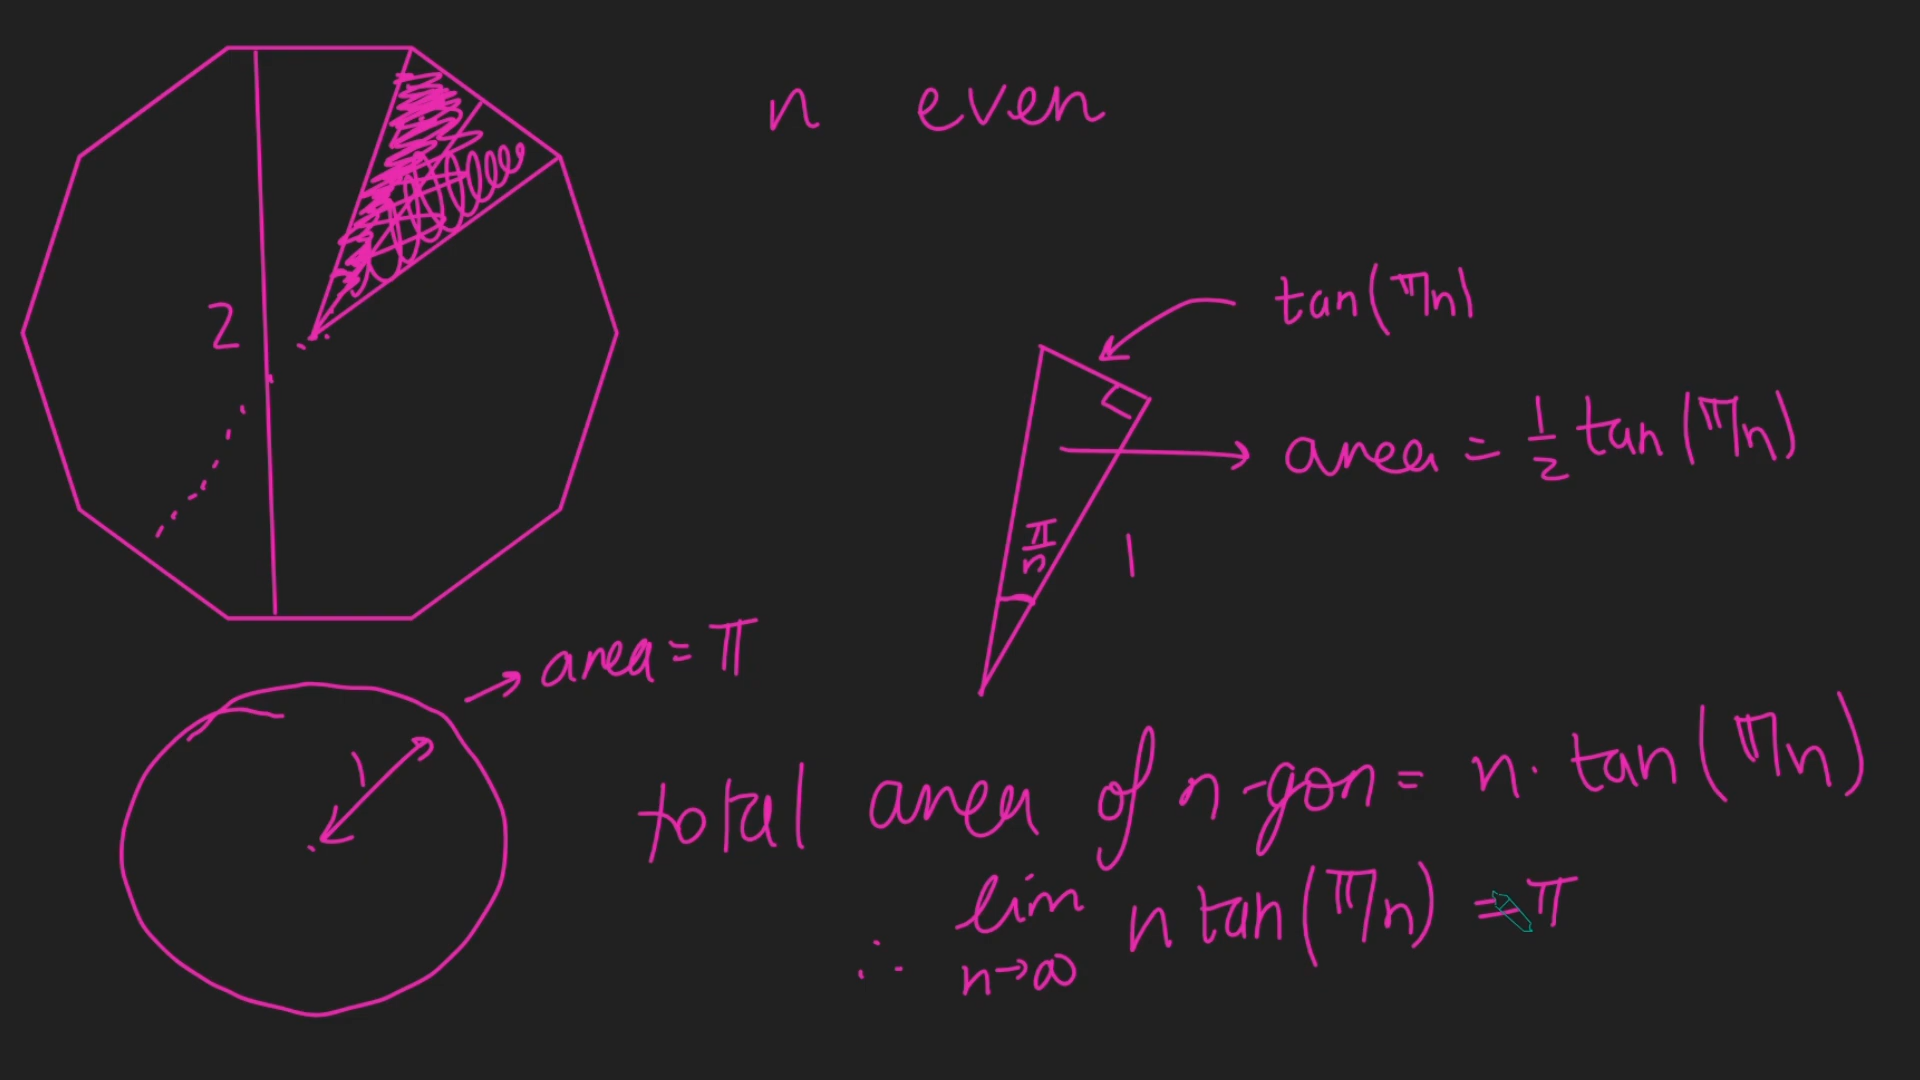 n even
2
tan(π/n)
area = 1/2 tan(π/n)
π/n
1
area = π
1
total area of n-gon = n · tan(π/n)
∴ lim n→∞ n tan(π/n) = π